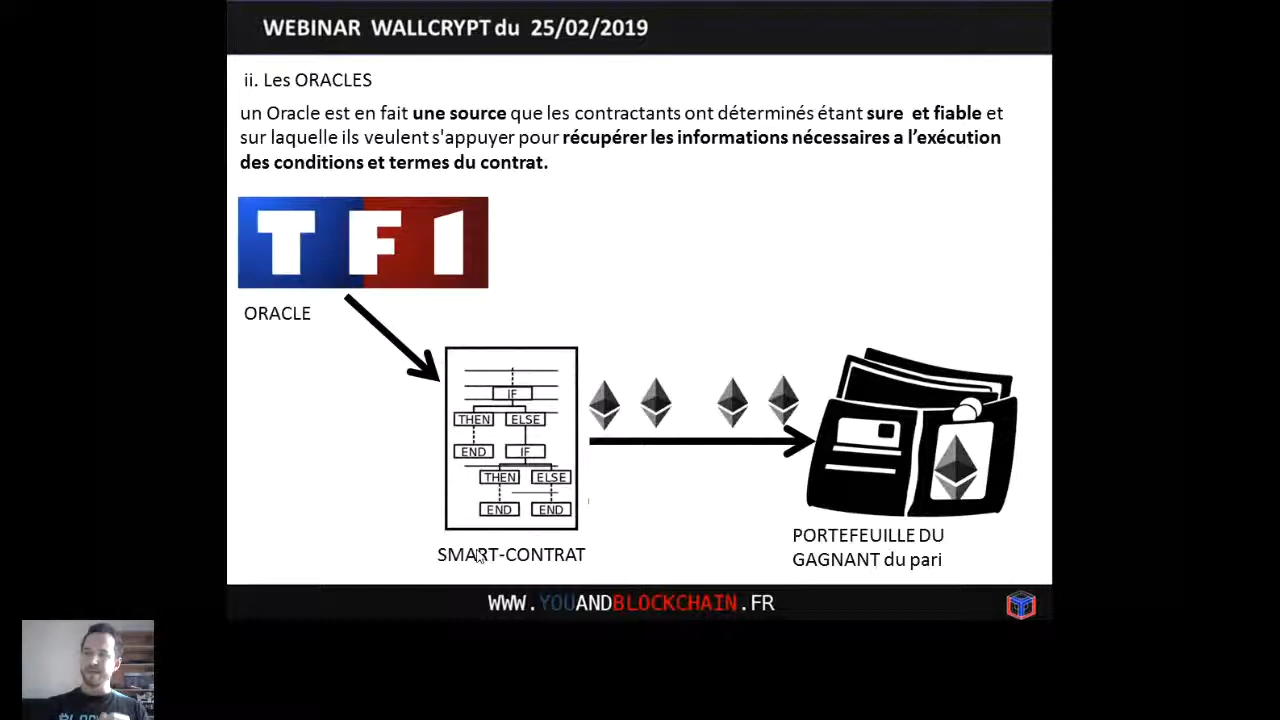 WEBINAR WALLCRYPT du 25/02/2019
ii. Les ORACLES
un Oracle est en fait une source que les contractants ont déterminés étant sure et fiable et
sur laquelle ils veulent s'appuyer pour récupérer les informations nécessaires a l’exécution
des conditions et termes du contrat.
TF1
ORACLE
IF
THEN ELSE
END IF
THEN ELSE
END END
SMART-CONTRAT
PORTEFEUILLE DU
GAGNANT du pari
WWW.YOUANDBLOCKCHAIN.FR